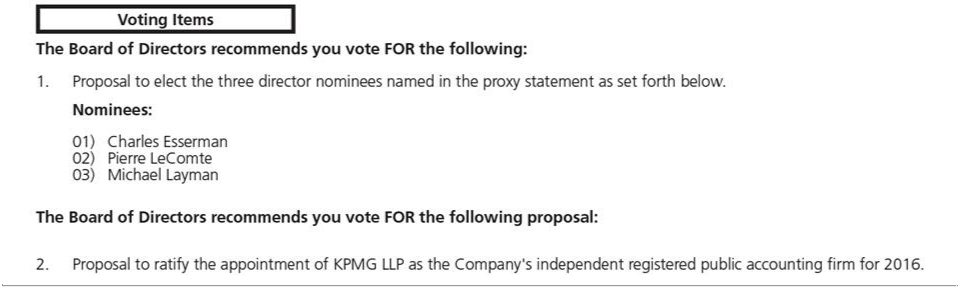 Voting Items
The Board of Directors recommends you vote FOR the following:
1. Proposal to elect the three director nominees named in the proxy statement as set forth below.
Nominees:
01) Charles Esserman
02) Pierre LeComte
03) Michael Layman
The Board of Directors recommends you vote FOR the following proposal:
2. Proposal to ratify the appointment of KPMG LLP as the Company's independent registered public accounting firm for 2016.